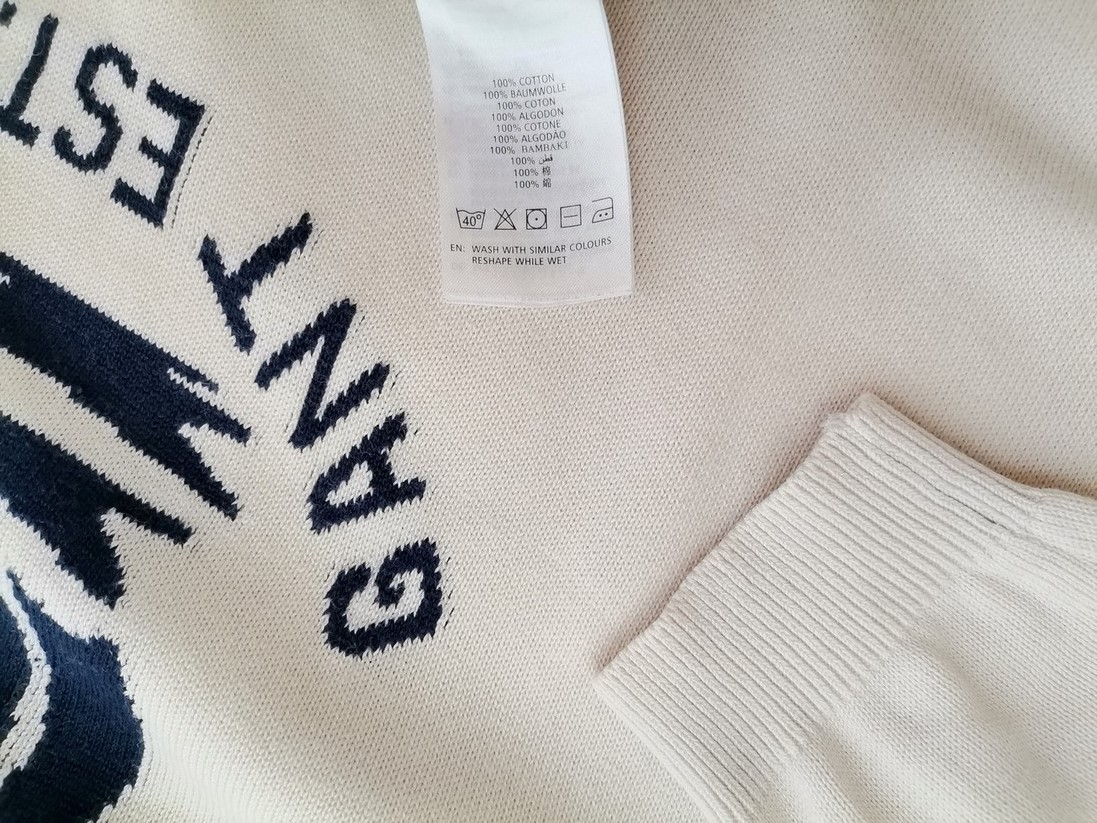 EST.
GANT
100% COTTON
100% BAUMWOLLE
100% COTON
100% ALGODÓN
100% COTONE
100% ALGODÃO
100% BAMBAKI
100% قطن
100% 棉
100% 綿
40°
EN: WASH WITH SIMILAR COLOURS
RESHAPE WHILE WET